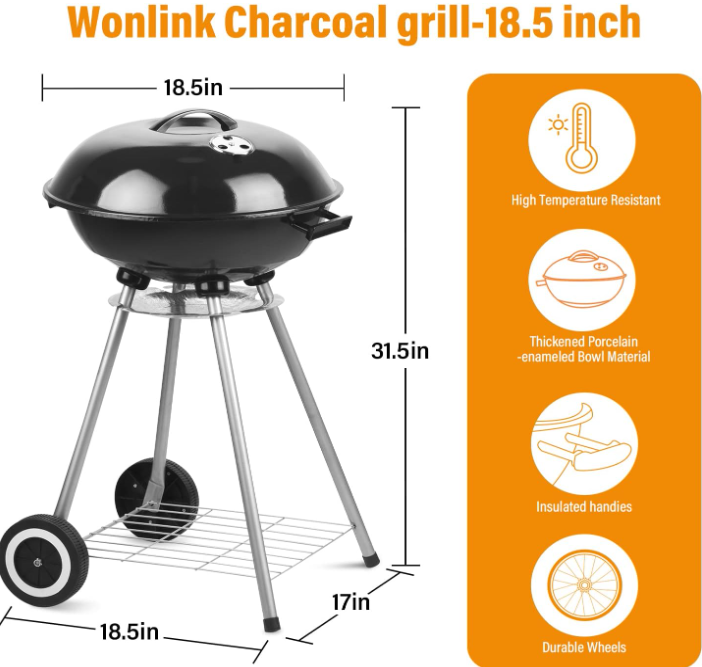 Wonlink Charcoal grill-18.5 inch
18.5in
31.5in
18.5in
17in
High Temperature Resistant
Thickened Porcelain
-enameled Bowl Material
Insulated handies
Durable Wheels